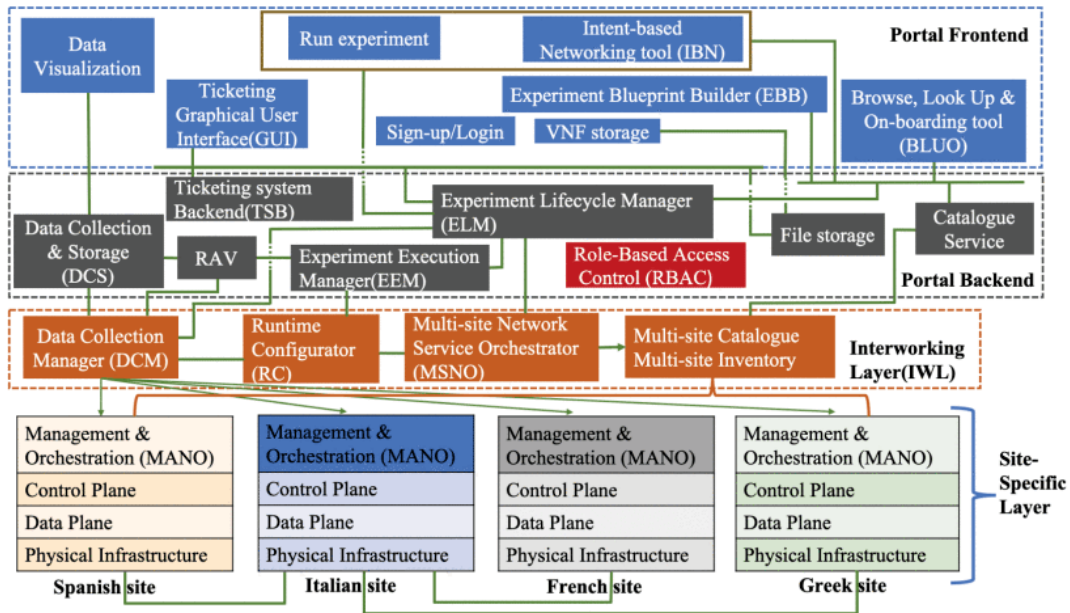 Data
Visualization
Run experiment
Intent-based
Networking tool (IBN)
Portal Frontend
Ticketing
Graphical User
Interface(GUI)
Experiment Blueprint Builder (EBB)
Sign-up/Login
VNF storage
Browse, Look Up &
On-boarding tool
(BLUO)
Ticketing system
Backend(TSB)
Experiment Lifecycle Manager
(ELM)
Data Collection
& Storage
(DCS)
RAV
Experiment Execution
Manager(EEM)
Role-Based Access
Control (RBAC)
File storage
Catalogue
Service
Portal Backend
Data Collection
Manager (DCM)
Runtime
Configurator
(RC)
Multi-site Network
Service Orchestrator
(MSNO)
Multi-site Catalogue
Multi-site Inventory
Interworking
Layer(IWL)
Management &
Orchestration (MANO)
Control Plane
Data Plane
Physical Infrastructure
Spanish site
Management &
Orchestration (MANO)
Control Plane
Data Plane
Physical Infrastructure
Italian site
Management &
Orchestration (MANO)
Control Plane
Data Plane
Physical Infrastructure
French site
Management &
Orchestration (MANO)
Control Plane
Data Plane
Physical Infrastructure
Greek site
Site-
Specific
Layer